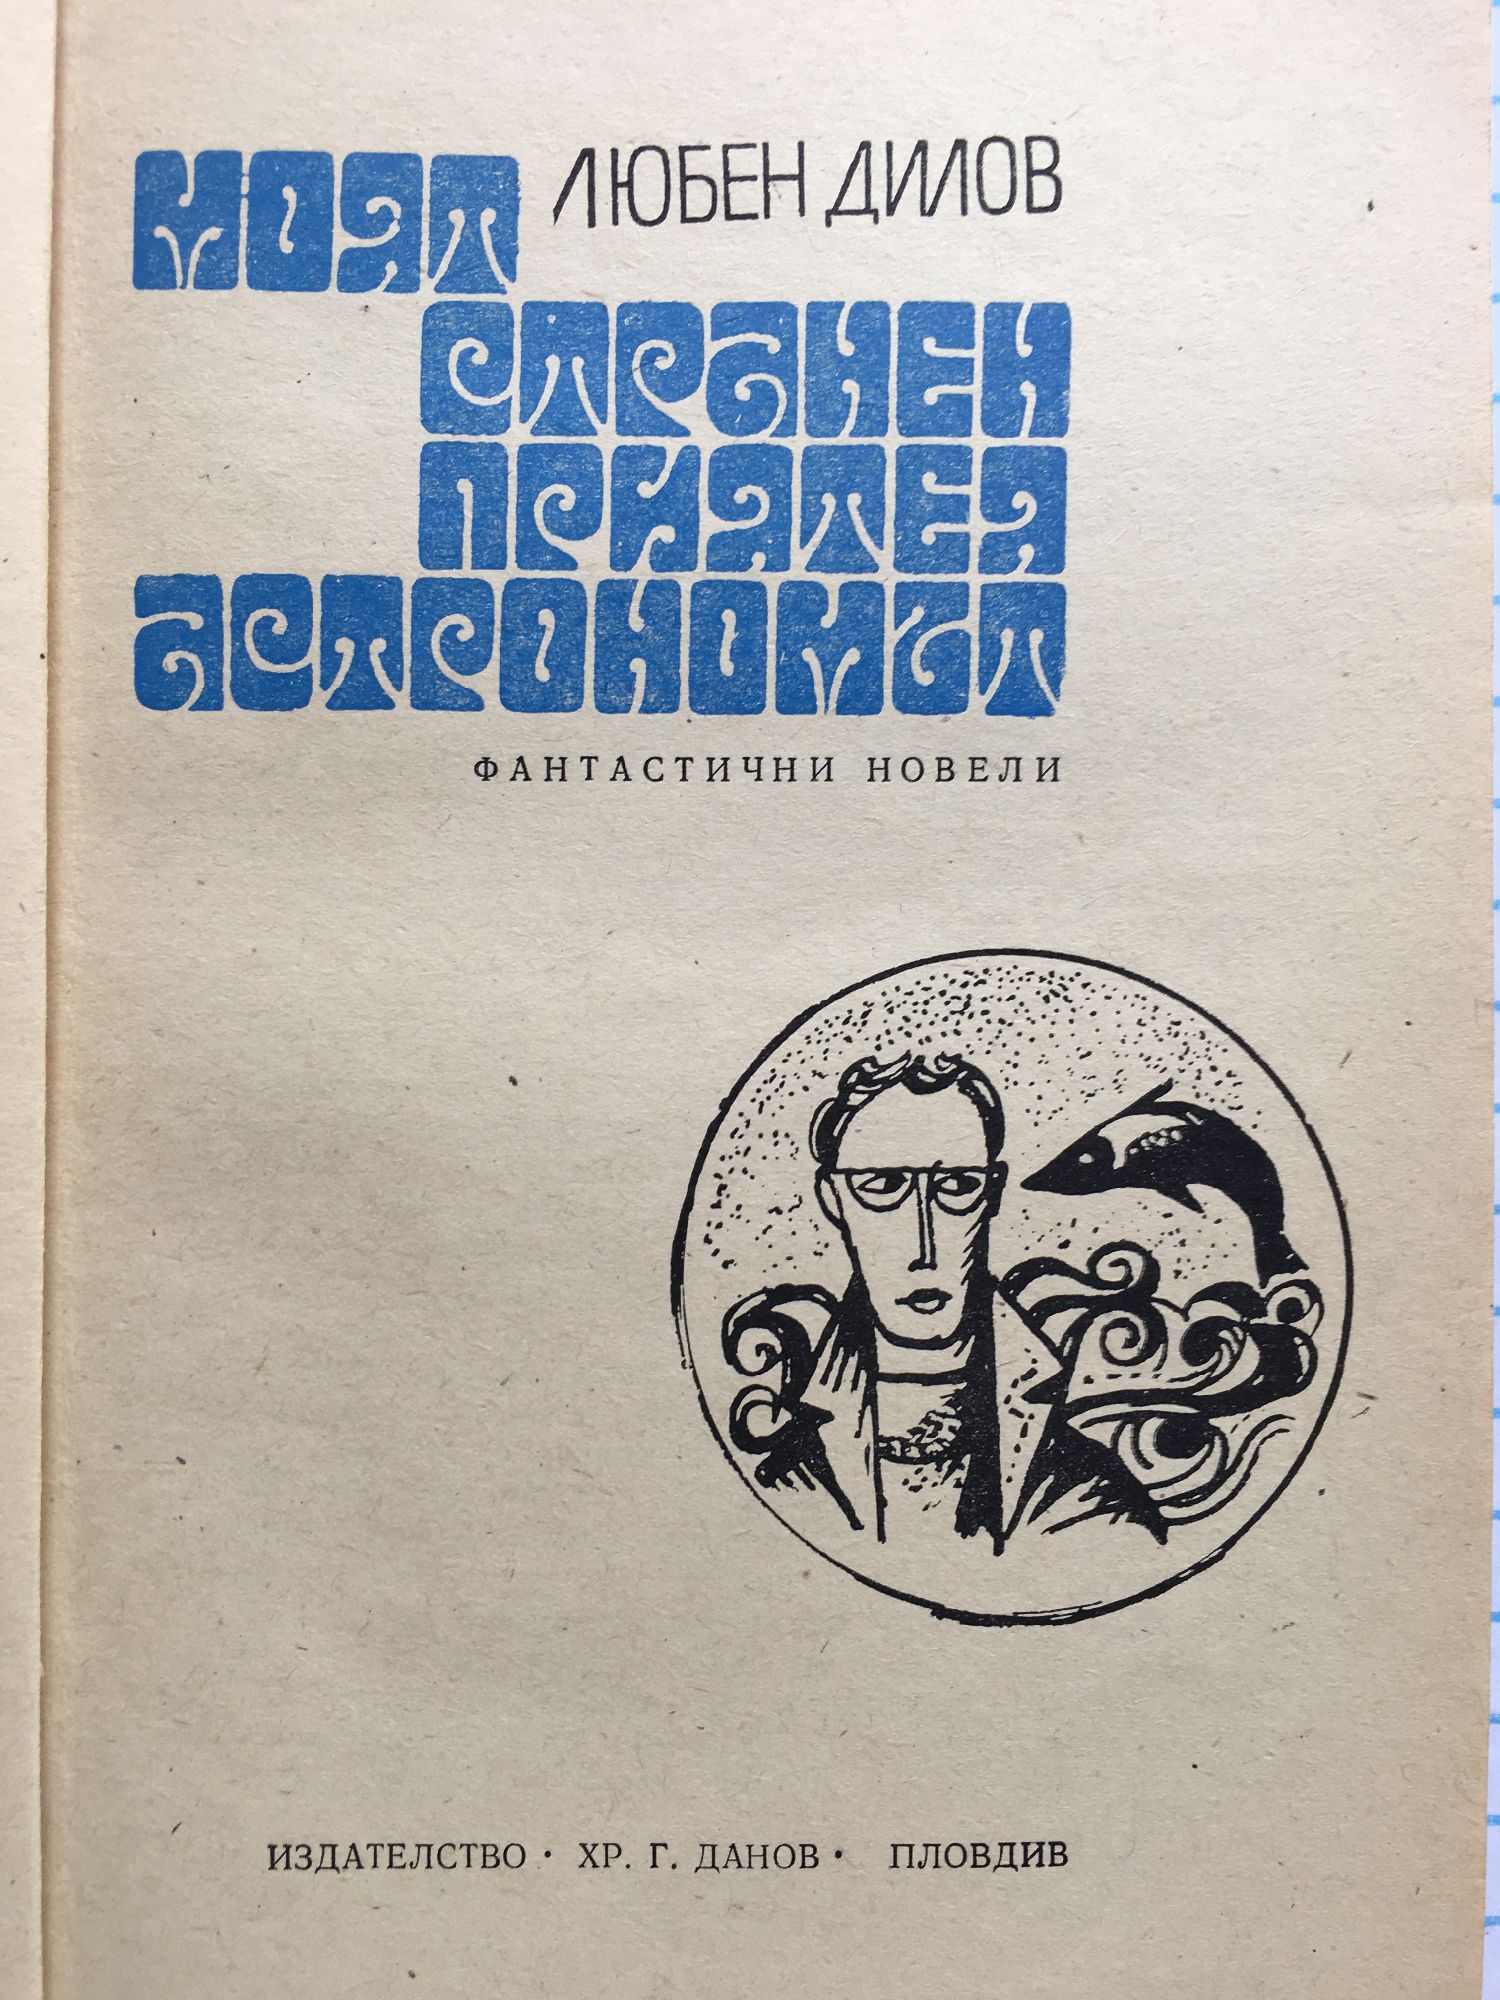 ЛЮБЕН ДИЛОВ
МОЯТ
СТРАНЕН
ПРИЯТЕЛ
АСТРОНОМЪТ
ФАНТАСТИЧНИ НОВЕЛИ
ИЗДАТЕЛСТВО · ХР. Г. ДАНОВ · ПЛОВДИВ